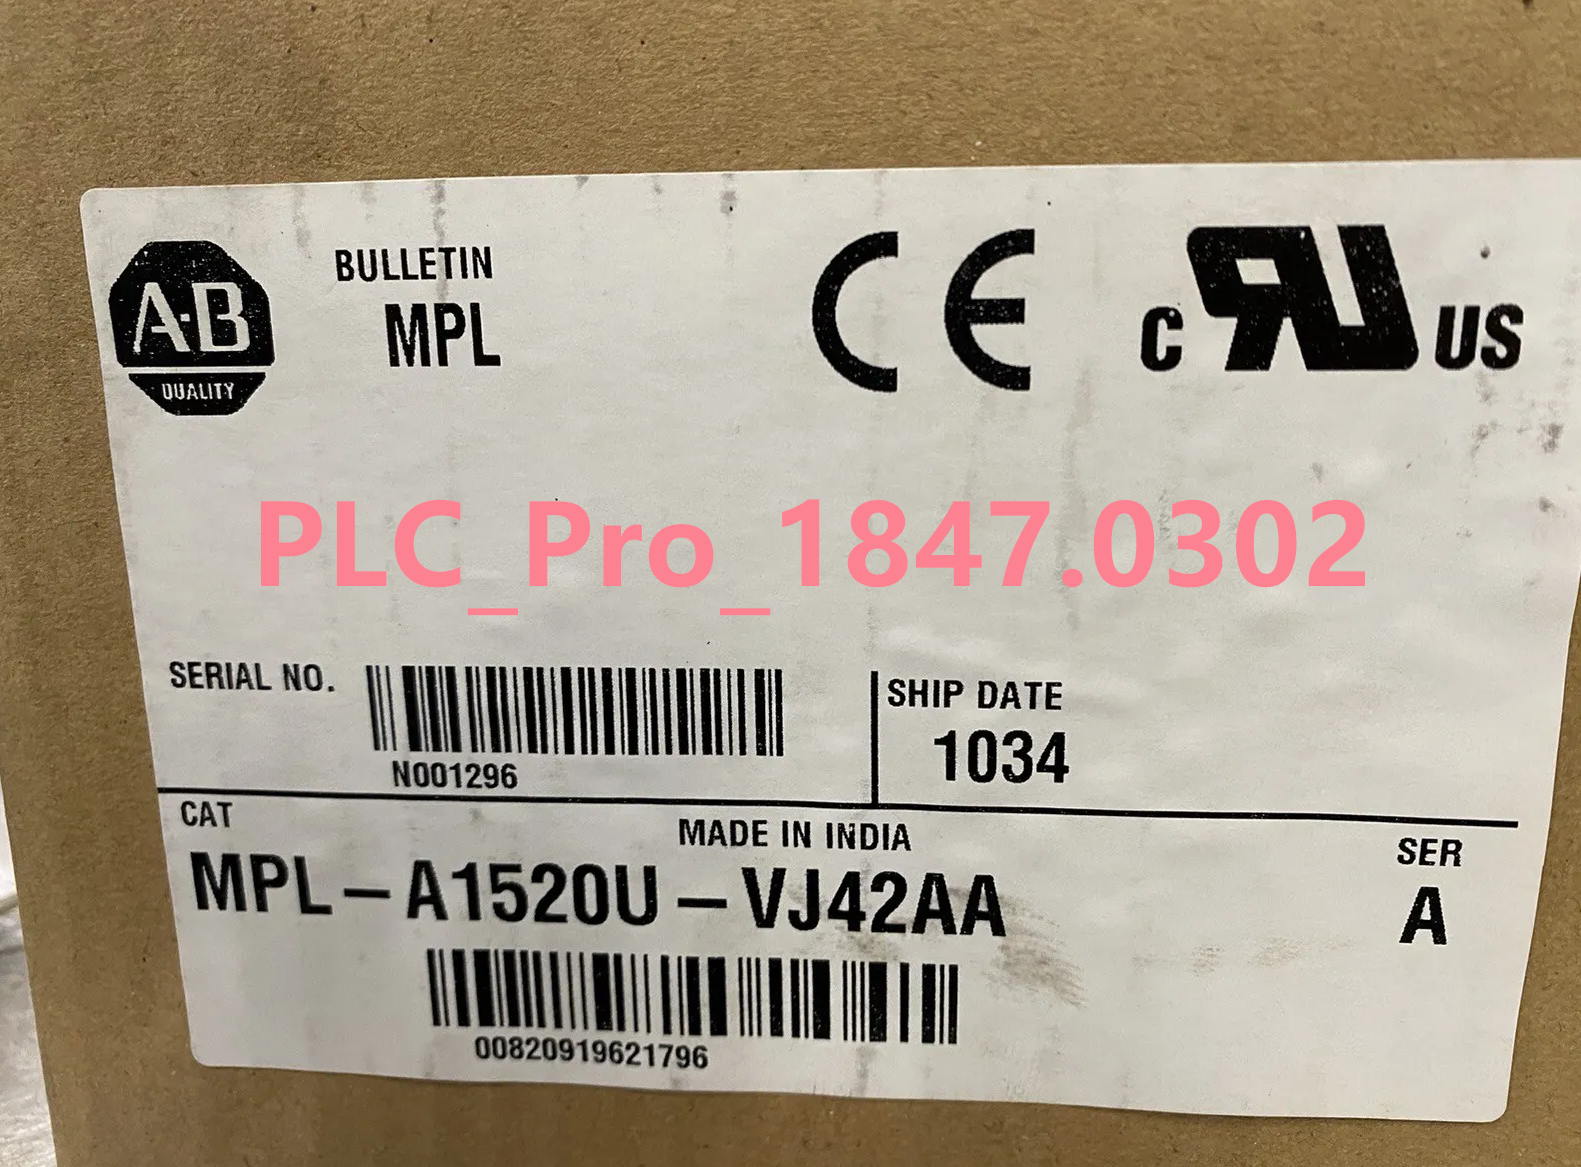 A-B
QUALITY
BULLETIN
MPL
CE
c RU US
PLC_Pro_1847.0302
SERIAL NO.
N001296
SHIP DATE
1034
CAT
MADE IN INDIA
MPL-A1520U-VJ42AA
SER
A
00820919621796